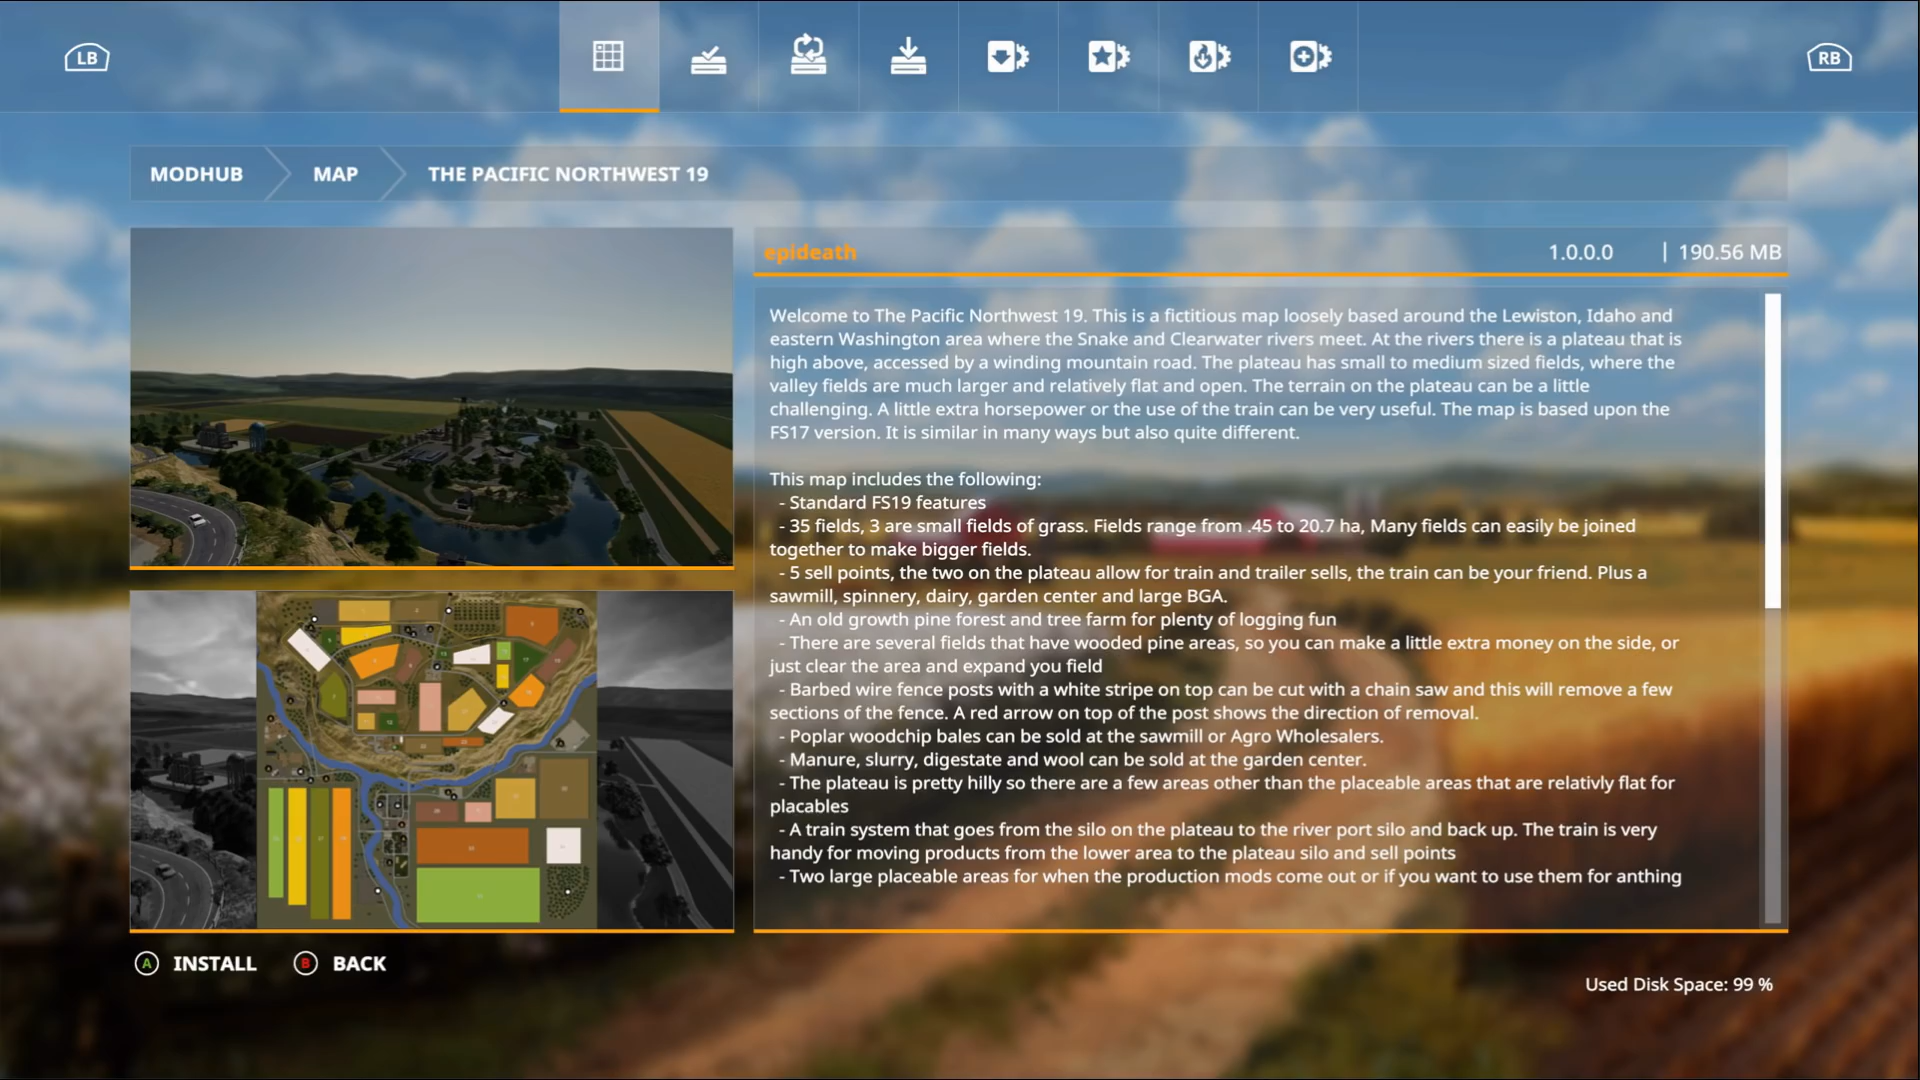 LB
RB
MODHUB
MAP
THE PACIFIC NORTHWEST 19
epideath
1.0.0.0
| 190.56 MB
Welcome to The Pacific Northwest 19. This is a fictitious map loosely based around the Lewiston, Idaho and
eastern Washington area where the Snake and Clearwater rivers meet. At the rivers there is a plateau that is
high above, accessed by a winding mountain road. The plateau has small to medium sized fields, where the
valley fields are much larger and relatively flat and open. The terrain on the plateau can be a little
challenging. A little extra horsepower or the use of the train can be very useful. The map is based upon the
FS17 version. It is similar in many ways but also quite different.
This map includes the following:
- Standard FS19 features
- 35 fields, 3 are small fields of grass. Fields range from .45 to 20.7 ha, Many fields can easily be joined
together to make bigger fields.
- 5 sell points, the two on the plateau allow for train and trailer sells, the train can be your friend. Plus a
sawmill, spinnery, dairy, garden center and large BGA.
- An old growth pine forest and tree farm for plenty of logging fun
- There are several fields that have wooded pine areas, so you can make a little extra money on the side, or
just clear the area and expand you field
- Barbed wire fence posts with a white stripe on top can be cut with a chain saw and this will remove a few
sections of the fence. A red arrow on top of the post shows the direction of removal.
- Poplar woodchip bales can be sold at the sawmill or Agro Wholesalers.
- Manure, slurry, digestate and wool can be sold at the garden center.
- The plateau is pretty hilly so there are a few areas other than the placeable areas that are relativly flat for
placables
- A train system that goes from the silo on the plateau to the river port silo and back up. The train is very
handy for moving products from the lower area to the plateau silo and sell points
- Two large placeable areas for when the production mods come out or if you want to use them for anthing
A INSTALL
B BACK
Used Disk Space: 99 %